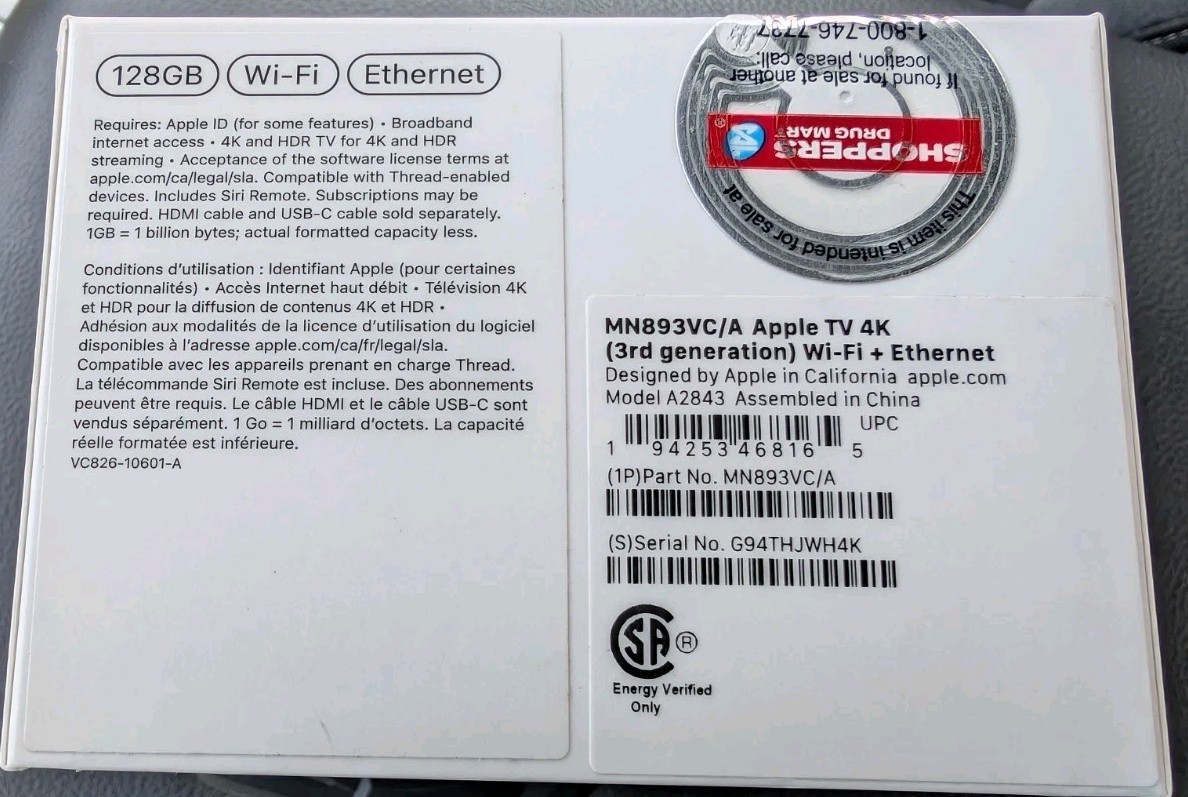 128GB Wi-Fi Ethernet
Requires: Apple ID (for some features) • Broadband
internet access • 4K and HDR TV for 4K and HDR
streaming • Acceptance of the software license terms at
apple.com/ca/legal/sla. Compatible with Thread-enabled
devices. Includes Siri Remote. Subscriptions may be
required. HDMI cable and USB-C cable sold separately.
1GB = 1 billion bytes; actual formatted capacity less.
Conditions d'utilisation : Identifiant Apple (pour certaines
fonctionnalités) • Accès Internet haut débit • Télévision 4K
et HDR pour la diffusion de contenus 4K et HDR •
Adhésion aux modalités de la licence d'utilisation du logiciel
disponibles à l'adresse apple.com/ca/fr/legal/sla.
Compatible avec les appareils prenant en charge Thread.
La télécommande Siri Remote est incluse. Des abonnements
peuvent être requis. Le câble HDMI et le câble USB-C sont
vendus séparément. 1 Go = 1 milliard d'octets. La capacité
réelle formatée est inférieure.
VC826-10601-A
This item is intended for sale at
SHOPPERS
DRUG MART
®
If found for sale at another
location, please call:
1-800-746-7737
MN893VC/A Apple TV 4K
(3rd generation) Wi-Fi + Ethernet
Designed by Apple in California apple.com
Model A2843 Assembled in China
UPC
1 94253 46816 5
(1P)Part No. MN893VC/A
(S)Serial No. G94THJWH4K
SA ®
Energy Verified
Only